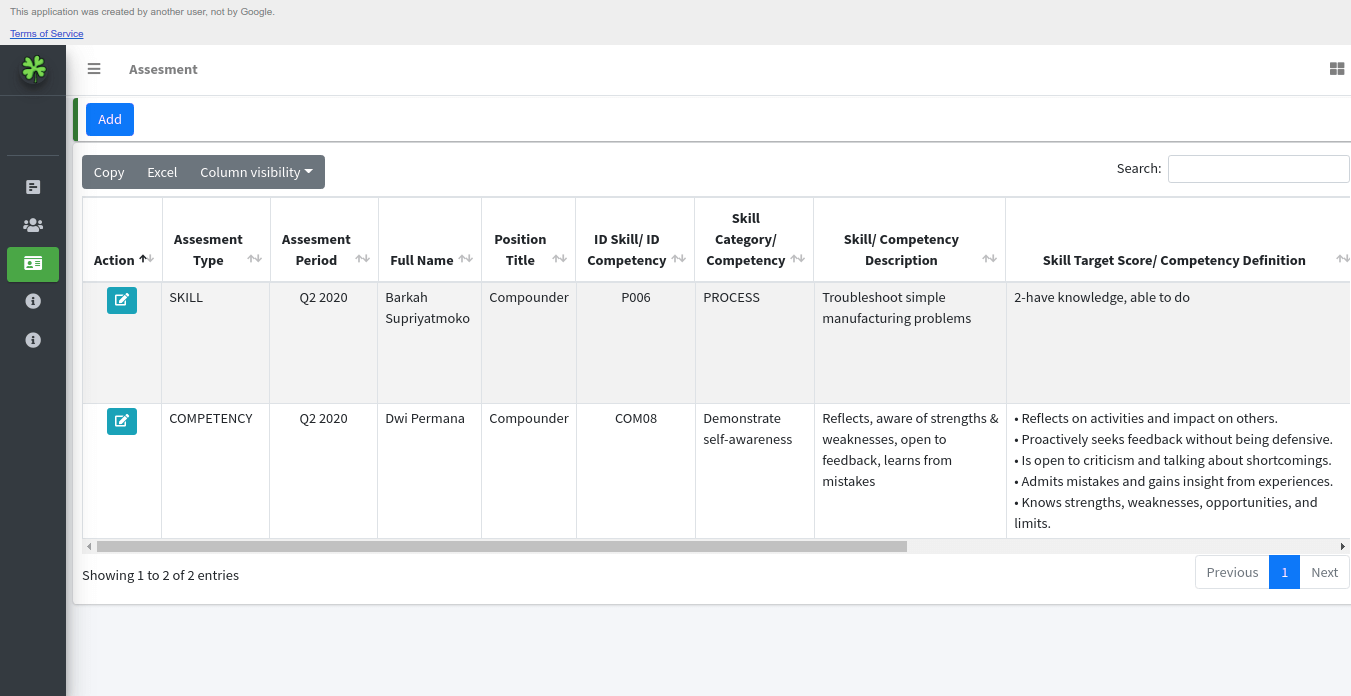 This application was created by another user, not by Google.
Terms of Service
Assesment
Add
Copy Excel Column visibility
Search:
Action
Assesment
Type
Assesment
Period
Full Name
Position
Title
ID Skill/ ID
Competency
Skill
Category/
Competency
Skill/ Competency
Description
Skill Target Score/ Competency Definition
SKILL
Q2 2020
Barkah
Supriyatmoko
Compounder
P006
PROCESS
Troubleshoot simple
manufacturing problems
2-have knowledge, able to do
COMPETENCY
Q2 2020
Dwi Permana
Compounder
COM08
Demonstrate
self-awareness
Reflects, aware of strengths &
weaknesses, open to
feedback, learns from
mistakes
• Reflects on activities and impact on others.
• Proactively seeks feedback without being defensive.
• Is open to criticism and talking about shortcomings.
• Admits mistakes and gains insight from experiences.
• Knows strengths, weaknesses, opportunities, and
limits.
Showing 1 to 2 of 2 entries
Previous 1 Next